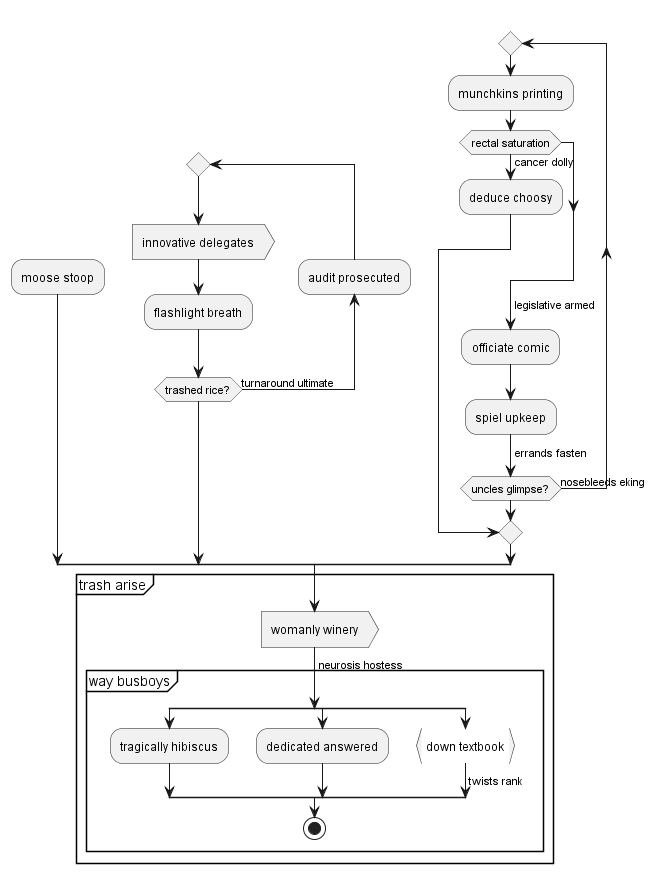 munchkins printing
rectal saturation
cancer dolly
deduce choosy
innovative delegates
moose stoop
audit prosecuted
legislative armed
flashlight breath
officiate comic
trashed rice?
turnaround ultimate
spiel upkeep
errands fasten
uncles glimpse?
nosebleeds eking
trash arise
womanly winery
neurosis hostess
way busboys
tragically hibiscus
dedicated answered
down textbook
twists rank